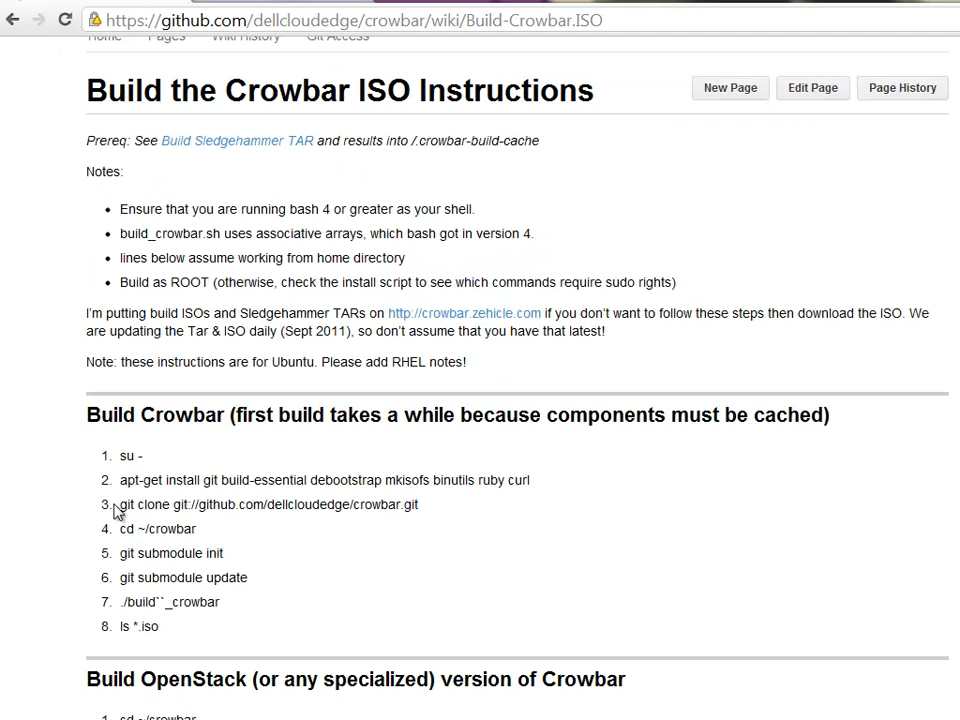 https://github.com/dellcloudedge/crowbar/wiki/Build-Crowbar.ISO
Home Pages Wiki History Git Access
Build the Crowbar ISO Instructions
New Page Edit Page Page History
Prereq: See Build Sledgehammer TAR and results into /.crowbar-build-cache
Notes:
• Ensure that you are running bash 4 or greater as your shell.
• build_crowbar.sh uses associative arrays, which bash got in version 4.
• lines below assume working from home directory
• Build as ROOT (otherwise, check the install script to see which commands require sudo rights)
I'm putting build ISOs and Sledgehammer TARs on http://crowbar.zehicle.com if you don't want to follow these steps then download the ISO. We
are updating the Tar & ISO daily (Sept 2011), so don't assume that you have that latest!
Note: these instructions are for Ubuntu. Please add RHEL notes!
Build Crowbar (first build takes a while because components must be cached)
1. su -
2. apt-get install git build-essential debootstrap mkisofs binutils ruby curl
3. git clone git://github.com/dellcloudedge/crowbar.git
4. cd ~/crowbar
5. git submodule init
6. git submodule update
7. ./build``_crowbar
8. ls *.iso
Build OpenStack (or any specialized) version of Crowbar
1. cd ~/crowbar